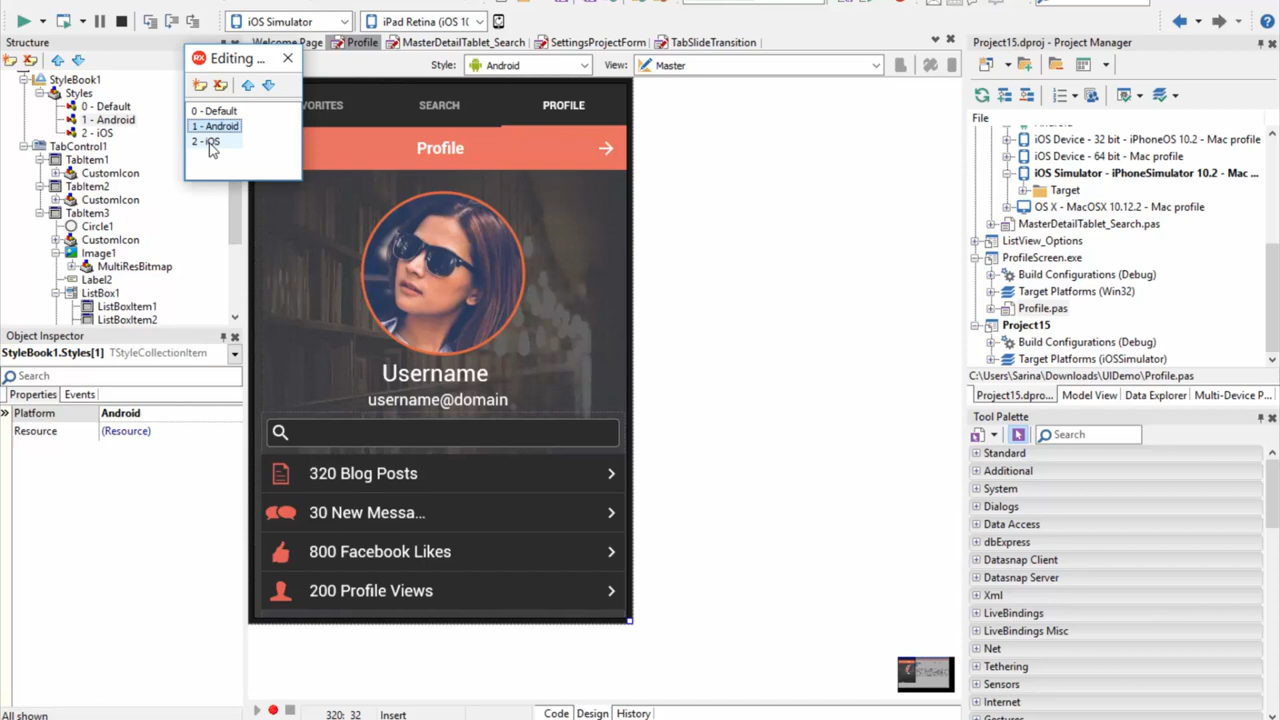 iOS Simulator
iPad Retina (iOS 10
Structure
Welcome Page
Profile
MasterDetailTablet_Search
SettingsProjectForm
TabSlideTransition
Project15.dproj - Project Manager
Editing ...
Style:
Android
View:
Master
StyleBook1
Styles
0 - Default
1 - Android
2 - iOS
TabControl1
TabItem1
CustomIcon
TabItem2
CustomIcon
TabItem3
Circle1
CustomIcon
Image1
MultiResBitmap
Label2
ListBox1
ListBoxItem1
ListBoxItem2
0 - Default
1 - Android
2 - iOS
VORITES
SEARCH
PROFILE
Profile
Username
username@domain
320 Blog Posts
30 New Messa...
800 Facebook Likes
200 Profile Views
File
iOS Device - 32 bit - iPhoneOS 10.2 - Mac profile
iOS Device - 64 bit - Mac profile
iOS Simulator - iPhoneSimulator 10.2 - Mac ...
Target
OS X - MacOSX 10.12.2 - Mac profile
MasterDetailTablet_Search.pas
ListView_Options
ProfileScreen.exe
Build Configurations (Debug)
Target Platforms (Win32)
Profile.pas
Project15
Build Configurations (Debug)
Target Platforms (iOSSimulator)
C:\Users\Sarina\Downloads\UIDemo\Profile.pas
Project15.dpro...
Model View
Data Explorer
Multi-Device P...
Object Inspector
StyleBook1.Styles[1] TStyleCollectionItem
Search
Properties
Events
Platform
Android
Resource
(Resource)
Tool Palette
Search
Standard
Additional
System
Dialogs
Data Access
dbExpress
Datasnap Client
Datasnap Server
Xml
LiveBindings
LiveBindings Misc
Net
Tethering
Sensors
Internet
Gestures
All shown
320: 32
Insert
Code
Design
History